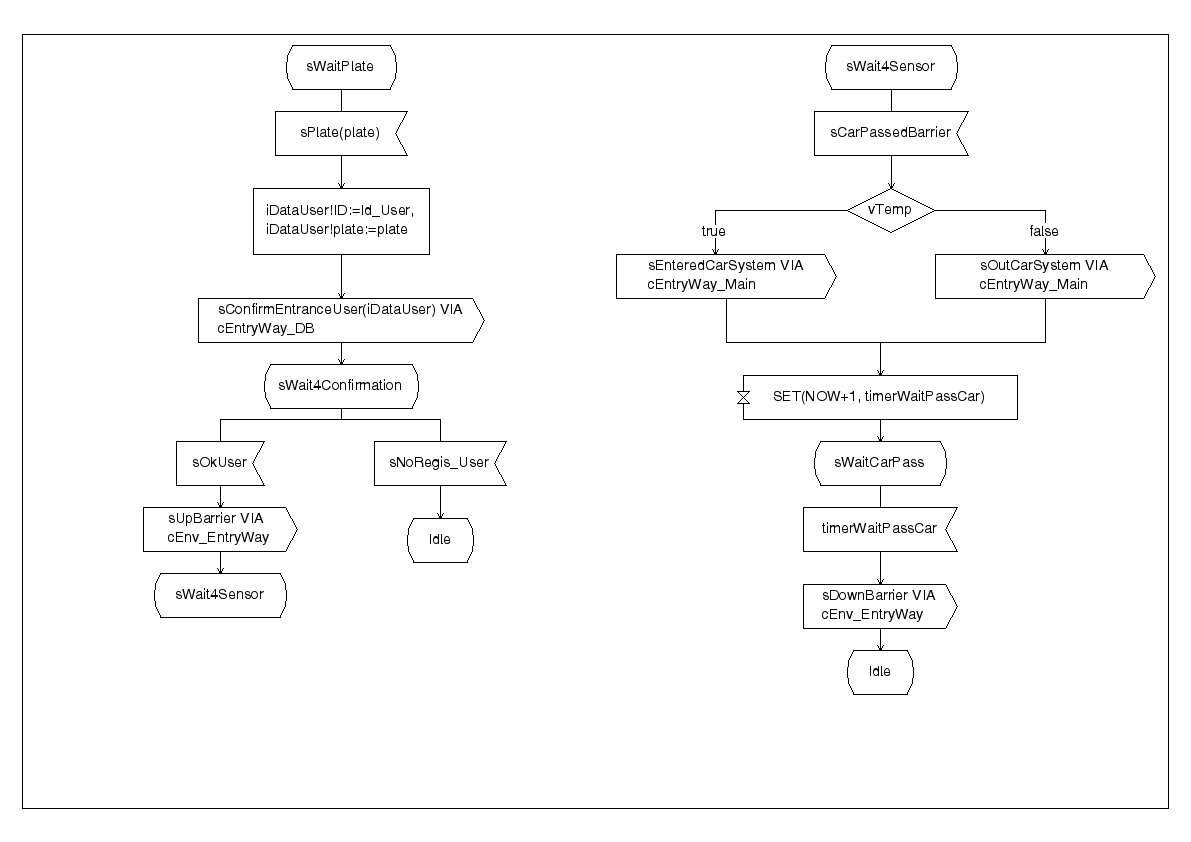 sWaitPlate
sPlate(plate)
iDataUser!ID:=Id_User,
iDataUser!plate:=plate
sConfirmEntranceUser(iDataUser) VIA
cEntryWay_DB
sWait4Confirmation
sOkUser
sNoRegis_User
sUpBarrier VIA
cEnv_EntryWay
Idle
sWait4Sensor
sWait4Sensor
sCarPassedBarrier
vTemp
true
false
sEnteredCarSystem VIA
cEntryWay_Main
sOutCarSystem VIA
cEntryWay_Main
SET(NOW+1, timerWaitPassCar)
sWaitCarPass
timerWaitPassCar
sDownBarrier VIA
cEnv_EntryWay
Idle